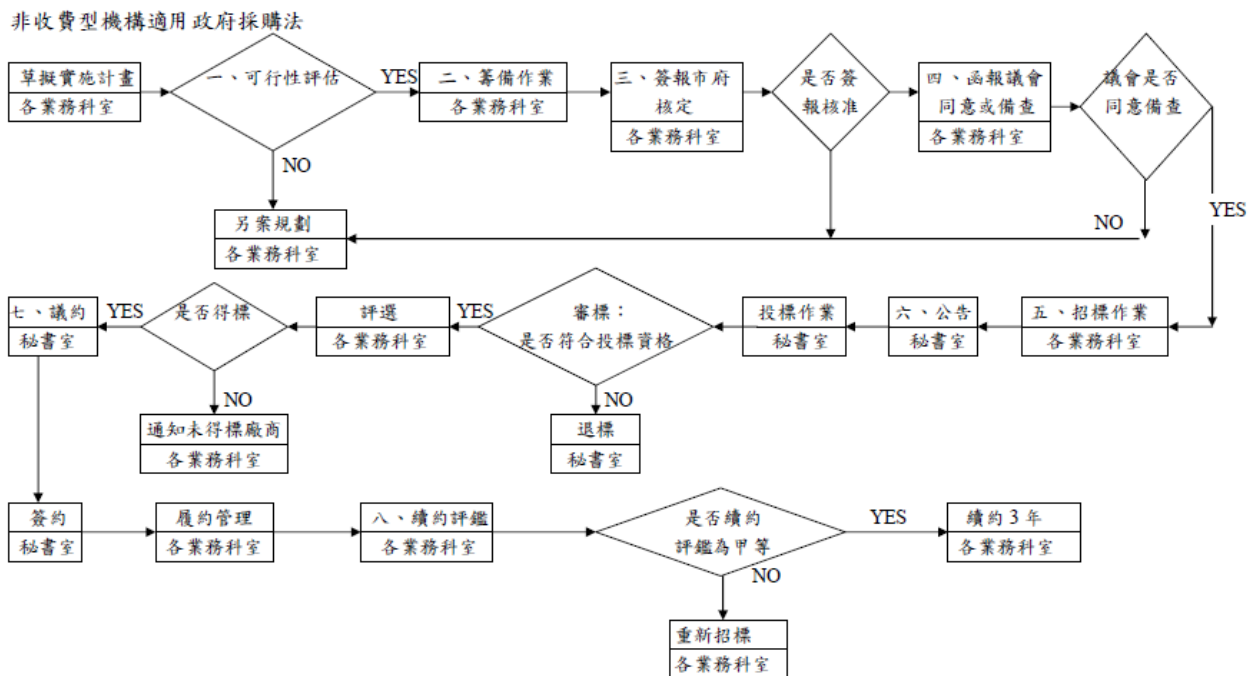 非收費型機構適用政府採購法
草擬實施計畫
各業務科室
一、可行性評估
YES
NO
二、籌備作業
各業務科室
三、簽報市府
核定
各業務科室
是否簽
報核准
四、函報議會
同意或備查
各業務科室
議會是否
同意備查
YES
NO
另案規劃
各業務科室
五、招標作業
各業務科室
六、公告
秘書室
投標作業
秘書室
審標：
是否符合投標資格
YES
NO
退標
秘書室
評選
各業務科室
是否得標
YES
NO
通知未得標廠商
各業務科室
七、議約
秘書室
簽約
秘書室
履約管理
各業務科室
八、續約評鑑
各業務科室
是否續約
評鑑為甲等
YES
NO
續約3年
各業務科室
重新招標
各業務科室